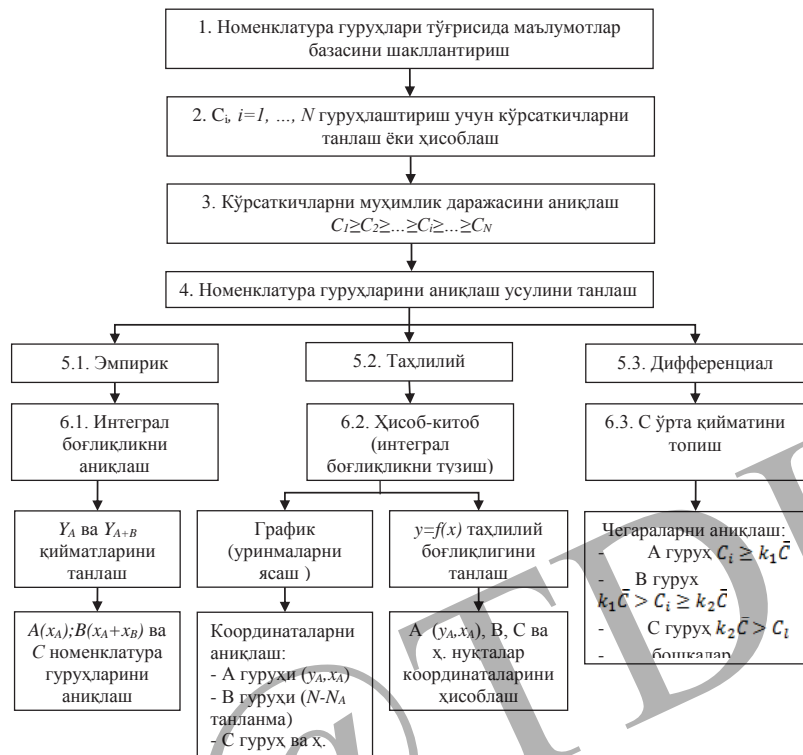 1. Номенклатура гуруҳлари тўғрисида маълумотлар
базасини шакллантириш
2. Cᵢ, i=1, ..., N гуруҳлаштириш учун кўрсаткичларни
танлаш ёки ҳисоблаш
3. Кўрсаткичларни муҳимлик даражасини аниқлаш
C₁≥C₂≥...≥Cᵢ≥...≥C_N
4. Номенклатура гуруҳларини аниқлаш усулини танлаш
5.1. Эмпирик
5.2. Таҳлилий
5.3. Дифференциал
6.1. Интеграл
боғлиқликни
аниқлаш
6.2. Ҳисоб-китоб
(интеграл
боғлиқликни тузиш)
6.3. С ўрта қийматини
топиш
Y_A ва Y_{A+B}
қийматларини
танлаш
График
(уринмаларни
ясаш )
y=f(x) таҳлилий
боғлиқлигини
танлаш
Чегараларни аниқлаш:
- А гуруҳ Cᵢ ≥ k₁C̄
- В гурух
k₁C̄ > Cᵢ ≥ k₂C̄
- С гуруҳ k₂C̄ > Cᵢ
- бошқалар
A(x_A);B(x_A+x_B) ва
C номенклатура
гуруҳларини
аниқлаш
Координаталарни
аниқлаш:
- А гуруҳи (y_A,x_A)
- В гуруҳи (N-N_A
танланма)
- С гуруҳ ва ҳ.
А (y_A,x_A), В, С ва
ҳ. нуқталар
координаталарини
ҳисоблаш
@TDI